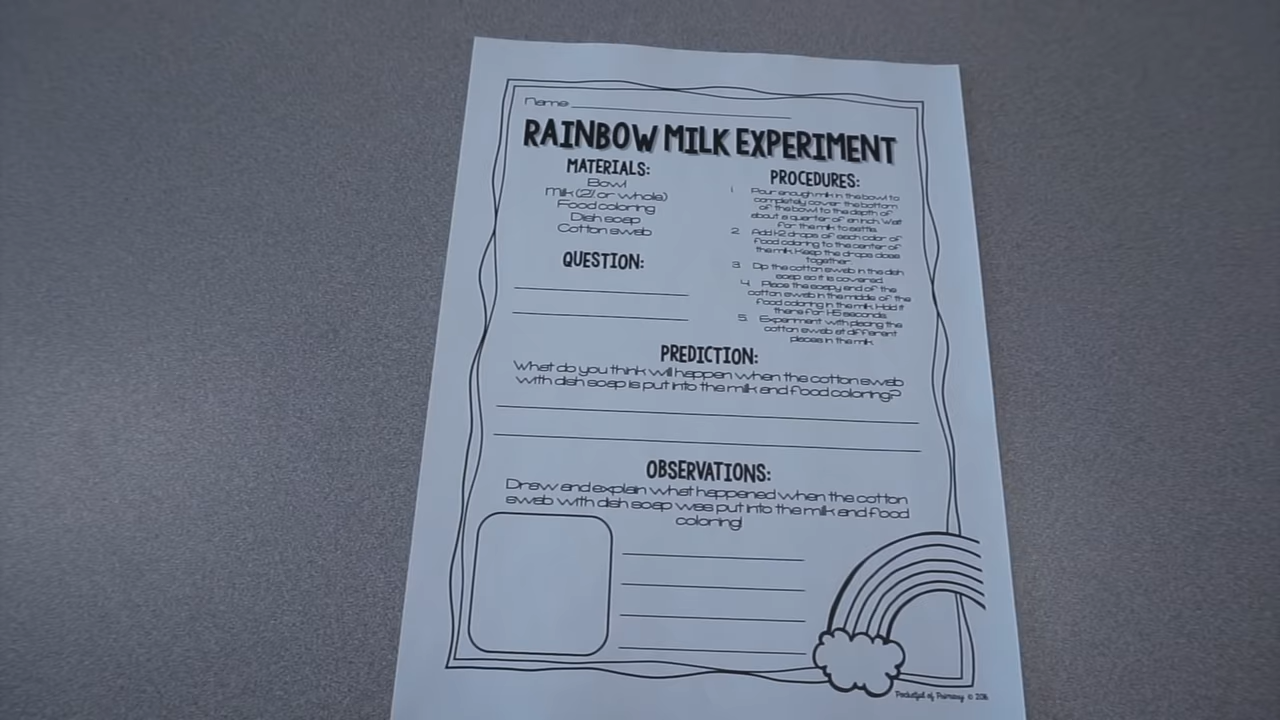 Name
RAINBOW MILK EXPERIMENT
MATERIALS:
Bowl
Milk (2% or whole)
Food coloring
Dish soap
Cotton swab
QUESTION:
PROCEDURES:
1. Pour enough milk in the bowl to
completely cover the bottom
of the bowl to the depth of
about a quarter of an inch. Wait
for the milk to settle.
2. Add 1-2 drops of each color of
food coloring to the center of
the milk. Keep the drops close
together.
3. Dip the cotton swab in the dish
soap so it is covered.
4. Place the soapy end of the
cotton swab in the middle of the
food coloring in the milk. Hold it
there for 1-15 seconds.
5. Experiment with placing the
cotton swab at different
places in the milk.
PREDICTION:
What do you think will happen when the cotton swab
with dish soap is put into the milk and food coloring?
OBSERVATIONS:
Draw and explain what happened when the cotton
swab with dish soap was put into the milk and food
coloring!
Pocketful of Primary © 2016